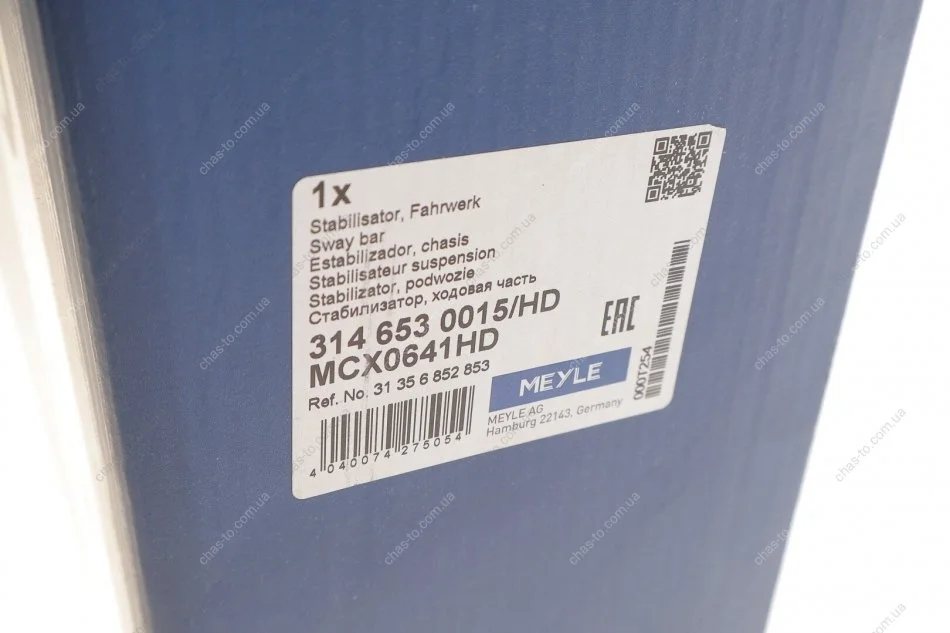 1x
Stabilisator, Fahrwerk
Sway bar
Estabilizador, chasis
Stabilisateur suspension
Stabilizator, podwozie
Стабилизатор, ходовая часть
314 653 0015/HD
MCX0641HD
Ref. No. 31 35 6 852 853
4 040074 275054
EAC
MEYLE
MEYLE AG
Hamburg 22143, Germany
000T254
chas-to.com.ua